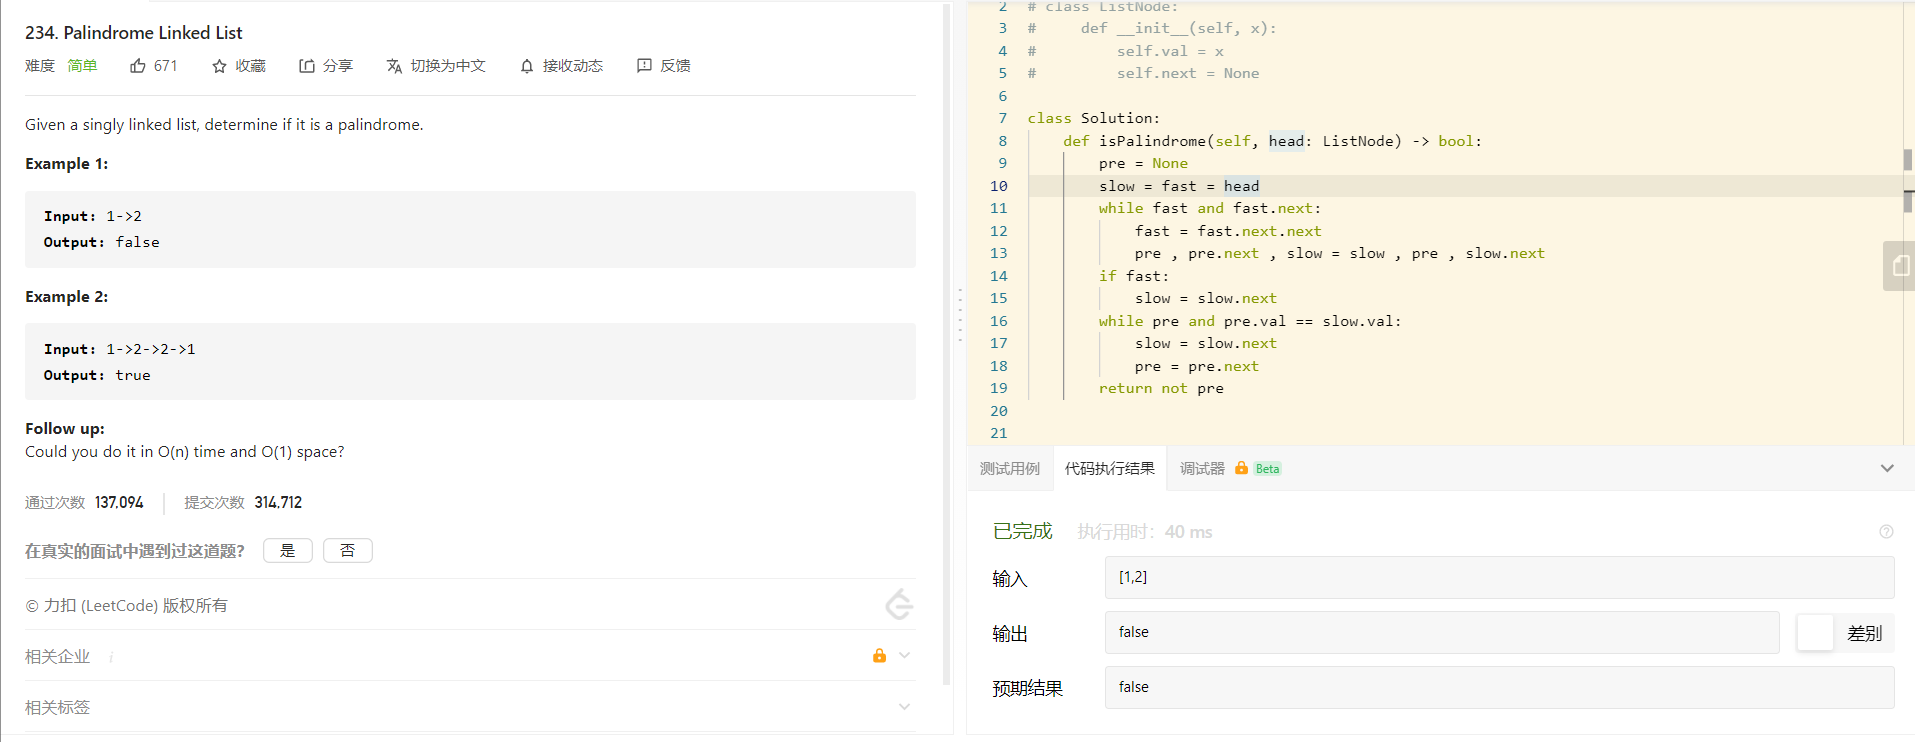 234. Palindrome Linked List
难度 简单 671 收藏 分享 切换为中文 接收动态 反馈
Given a singly linked list, determine if it is a palindrome.
Example 1:
Input: 1->2
Output: false
Example 2:
Input: 1->2->2->1
Output: true
Follow up:
Could you do it in O(n) time and O(1) space?
通过次数 137,094 提交次数 314,712
在真实的面试中遇到过这道题? 是 否
© 力扣 (LeetCode) 版权所有
相关企业 i
相关标签
2 # class ListNode:
3 #     def __init__(self, x):
4 #         self.val = x
5 #         self.next = None
6
7 class Solution:
8     def isPalindrome(self, head: ListNode) -> bool:
9         pre = None
10         slow = fast = head
11         while fast and fast.next:
12             fast = fast.next.next
13             pre , pre.next , slow = slow , pre , slow.next
14         if fast:
15             slow = slow.next
16         while pre and pre.val == slow.val:
17             slow = slow.next
18             pre = pre.next
19         return not pre
20
21
测试用例 代码执行结果 调试器 Beta
已完成 执行用时: 40 ms
输入 [1,2]
输出 false 差别
预期结果 false